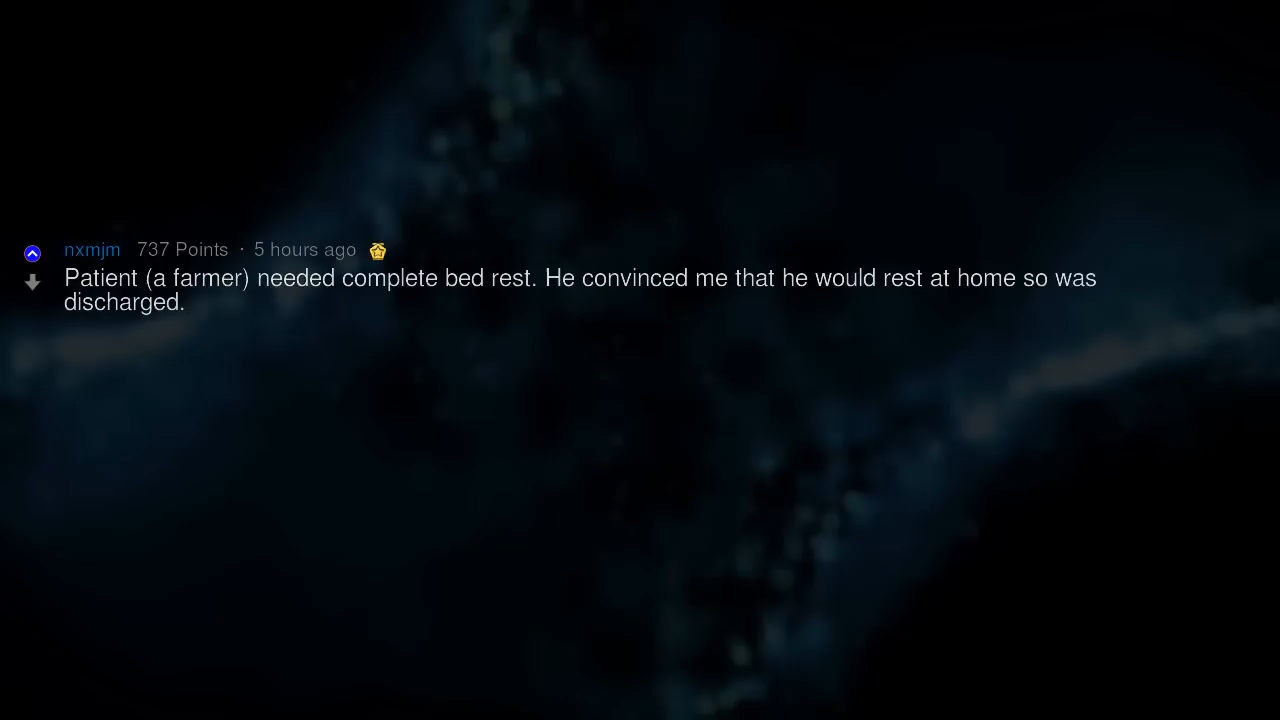 nxmjm 737 Points · 5 hours ago
Patient (a farmer) needed complete bed rest. He convinced me that he would rest at home so was
discharged.